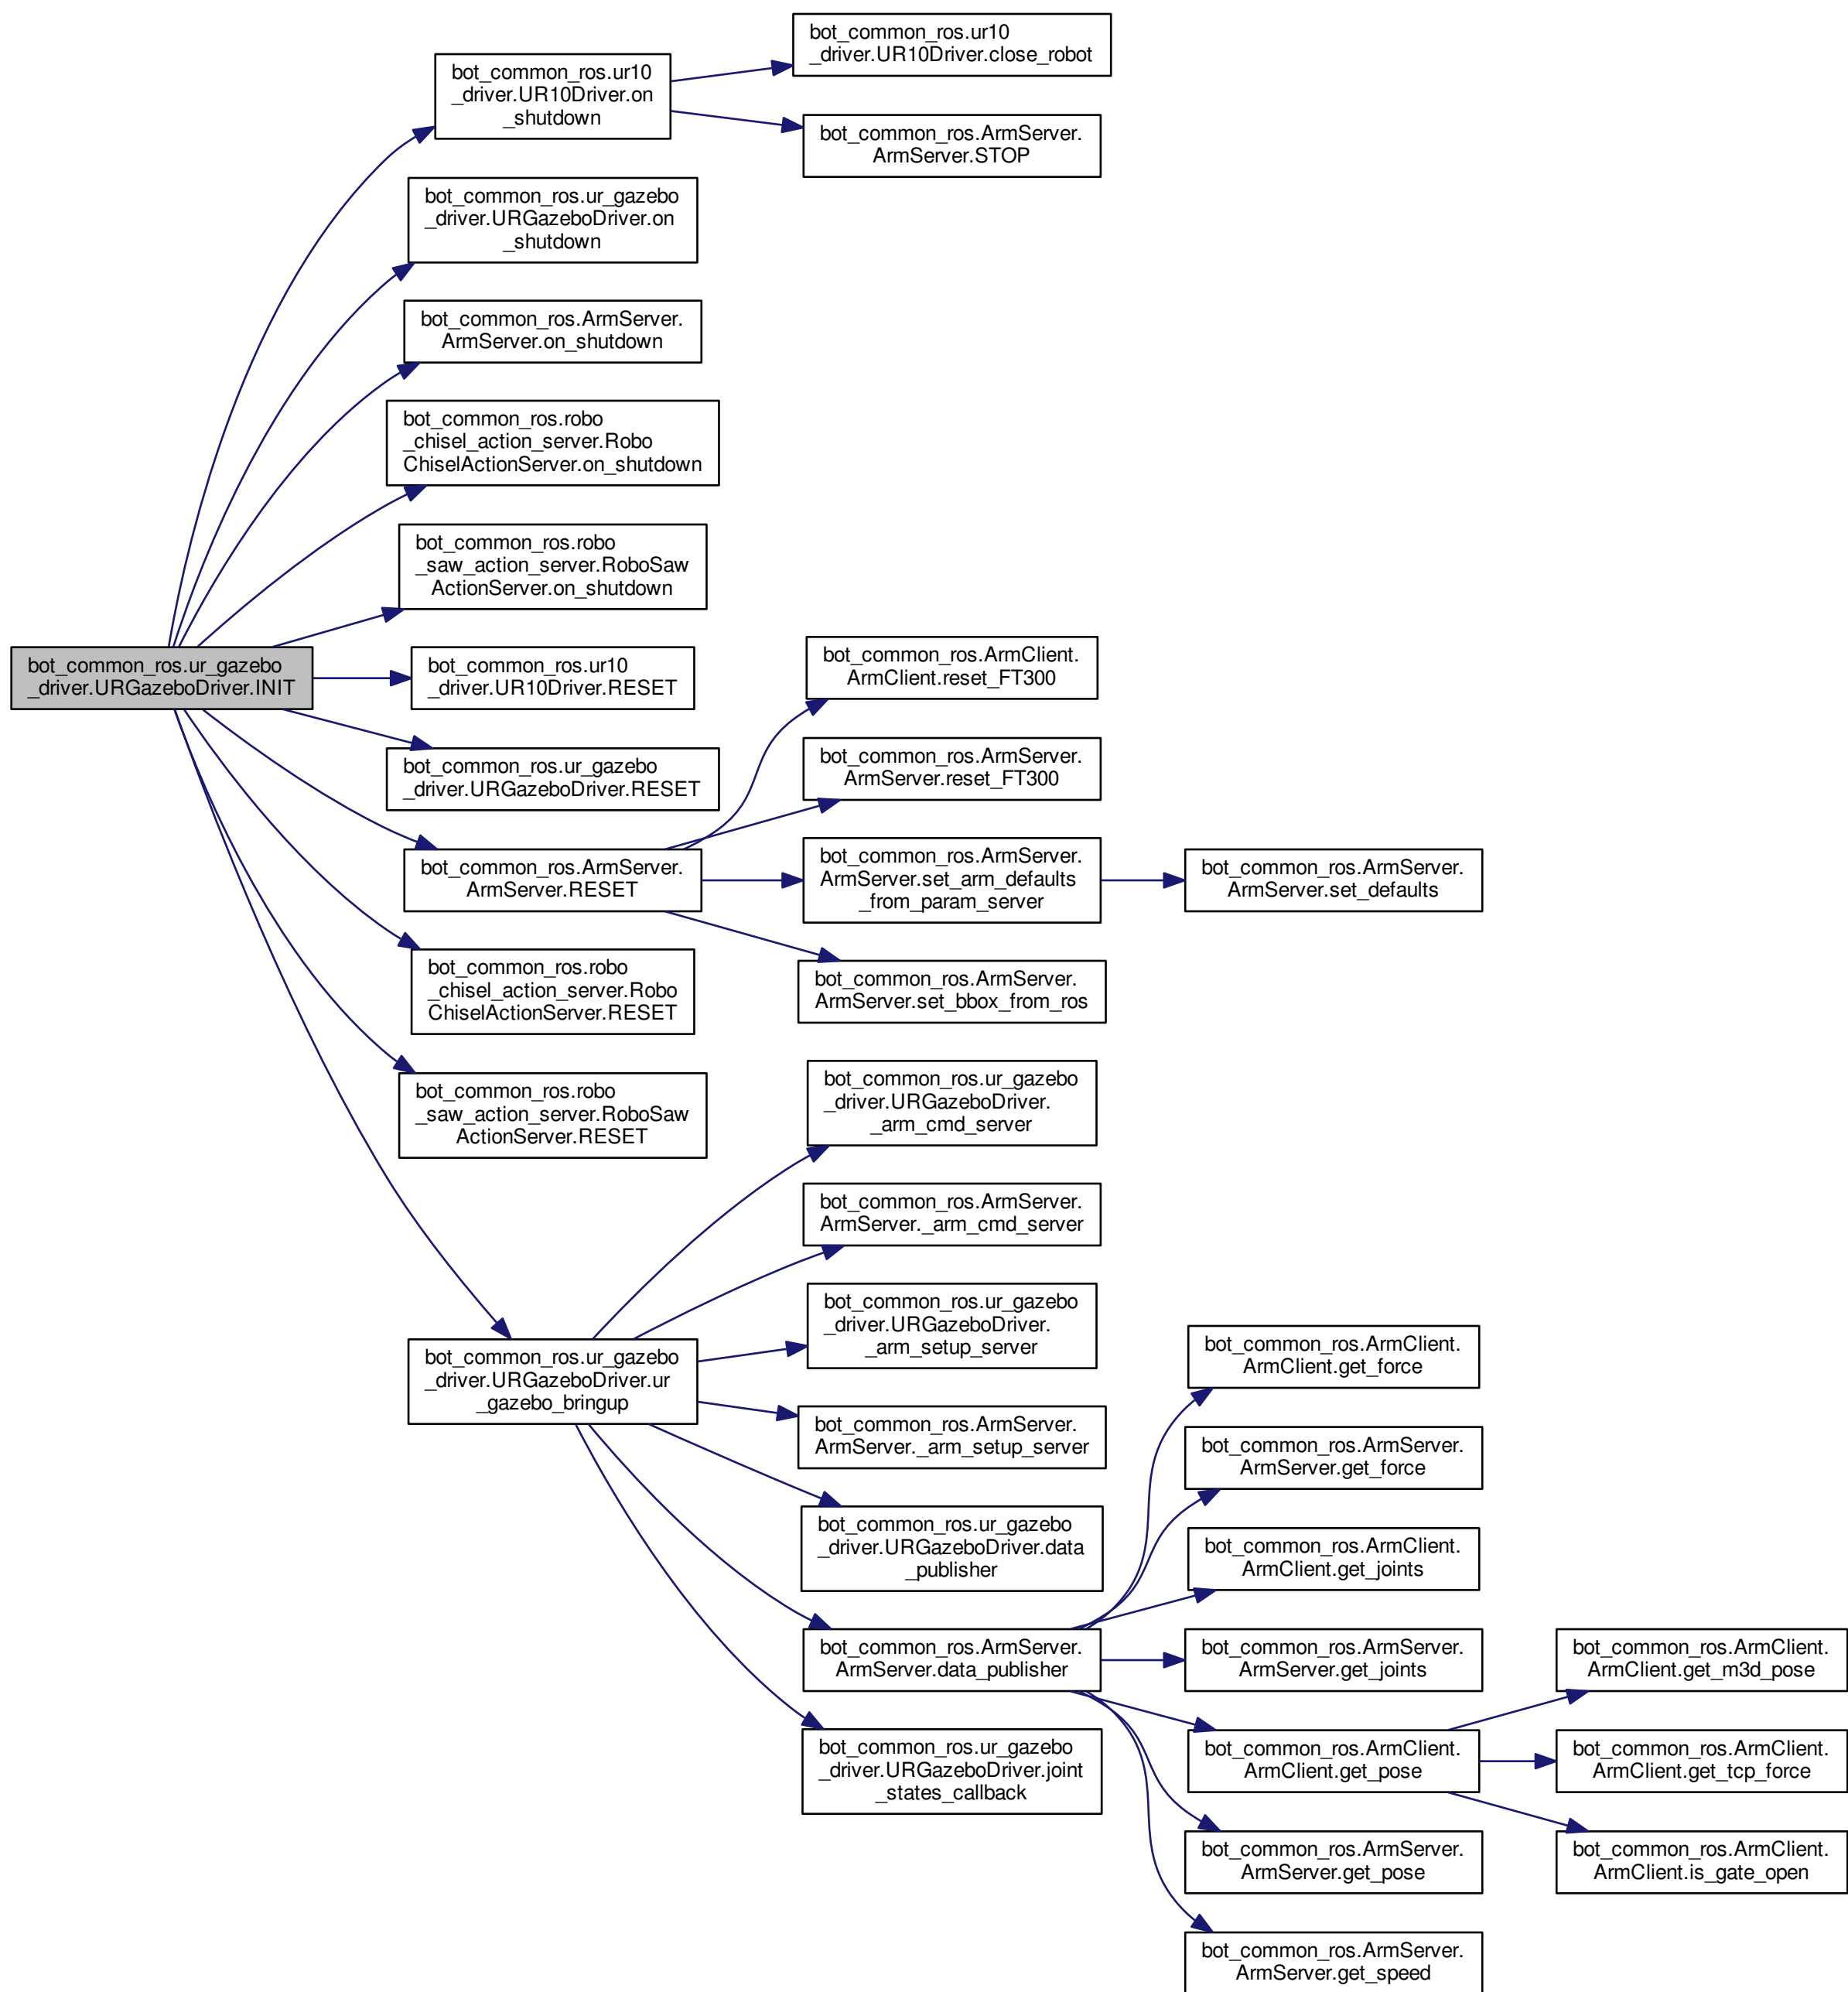 bot_common_ros.ur_gazebo
_driver.URGazeboDriver.INIT
bot_common_ros.ur10
_driver.UR10Driver.on
_shutdown
bot_common_ros.ur10
_driver.UR10Driver.close_robot
bot_common_ros.ArmServer.
ArmServer.STOP
bot_common_ros.ur_gazebo
_driver.URGazeboDriver.on
_shutdown
bot_common_ros.ArmServer.
ArmServer.on_shutdown
bot_common_ros.robo
_chisel_action_server.Robo
ChiselActionServer.on_shutdown
bot_common_ros.robo
_saw_action_server.RoboSaw
ActionServer.on_shutdown
bot_common_ros.ur10
_driver.UR10Driver.RESET
bot_common_ros.ur_gazebo
_driver.URGazeboDriver.RESET
bot_common_ros.ArmServer.
ArmServer.RESET
bot_common_ros.ArmClient.
ArmClient.reset_FT300
bot_common_ros.ArmServer.
ArmServer.reset_FT300
bot_common_ros.ArmServer.
ArmServer.set_arm_defaults
_from_param_server
bot_common_ros.ArmServer.
ArmServer.set_defaults
bot_common_ros.ArmServer.
ArmServer.set_bbox_from_ros
bot_common_ros.robo
_chisel_action_server.Robo
ChiselActionServer.RESET
bot_common_ros.robo
_saw_action_server.RoboSaw
ActionServer.RESET
bot_common_ros.ur_gazebo
_driver.URGazeboDriver.ur
_gazebo_bringup
bot_common_ros.ur_gazebo
_driver.URGazeboDriver.
_arm_cmd_server
bot_common_ros.ArmServer.
ArmServer._arm_cmd_server
bot_common_ros.ur_gazebo
_driver.URGazeboDriver.
_arm_setup_server
bot_common_ros.ArmServer.
ArmServer._arm_setup_server
bot_common_ros.ur_gazebo
_driver.URGazeboDriver.data
_publisher
bot_common_ros.ArmServer.
ArmServer.data_publisher
bot_common_ros.ur_gazebo
_driver.URGazeboDriver.joint
_states_callback
bot_common_ros.ArmClient.
ArmClient.get_force
bot_common_ros.ArmServer.
ArmServer.get_force
bot_common_ros.ArmClient.
ArmClient.get_joints
bot_common_ros.ArmServer.
ArmServer.get_joints
bot_common_ros.ArmClient.
ArmClient.get_pose
bot_common_ros.ArmServer.
ArmServer.get_pose
bot_common_ros.ArmServer.
ArmServer.get_speed
bot_common_ros.ArmClient.
ArmClient.get_m3d_pose
bot_common_ros.ArmClient.
ArmClient.get_tcp_force
bot_common_ros.ArmClient.
ArmClient.is_gate_open